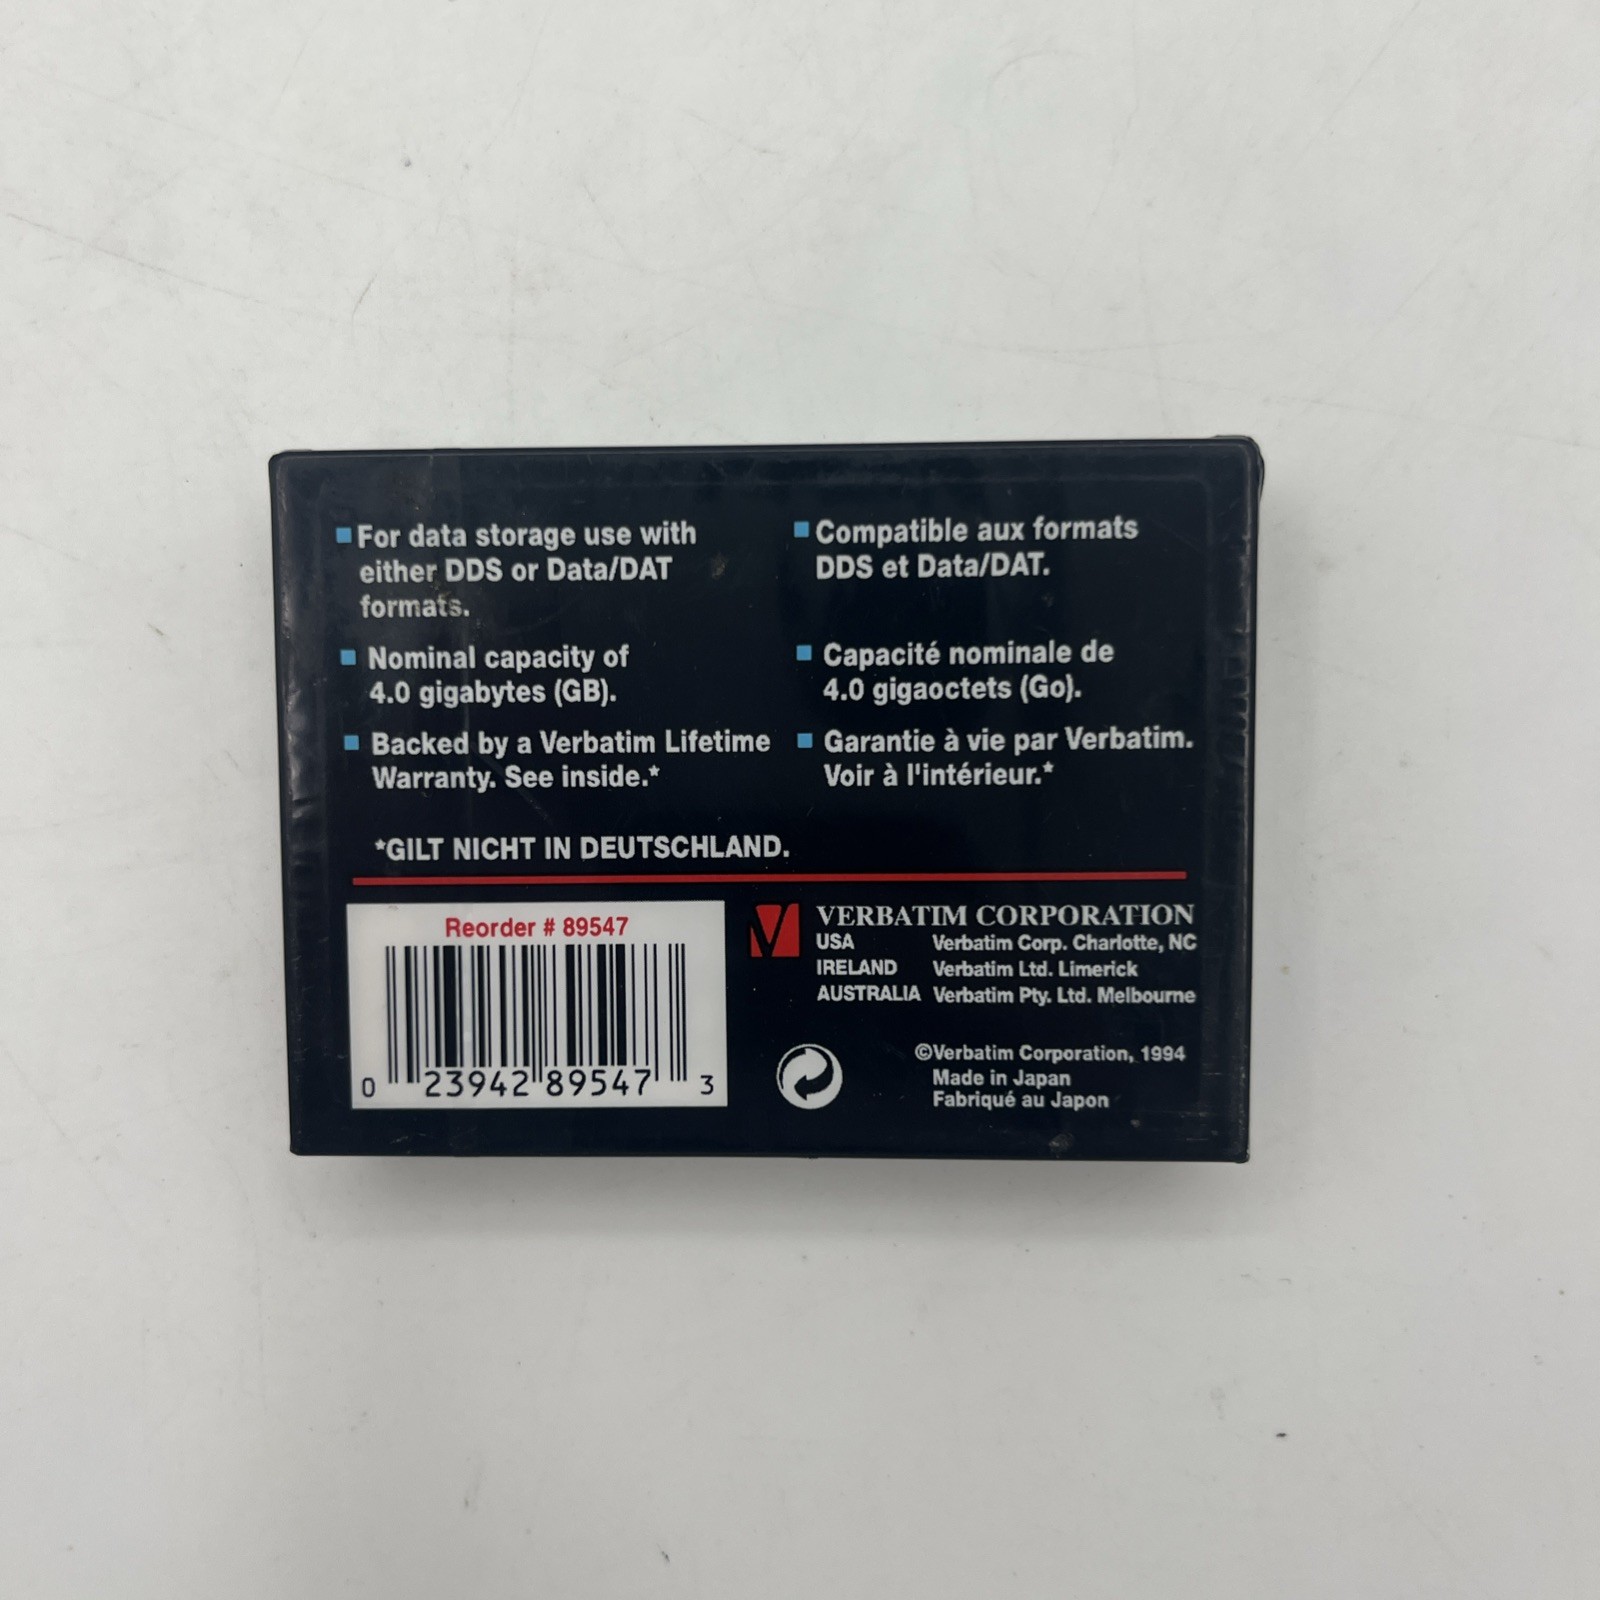 For data storage use with
either DDS or Data/DAT
formats.
Nominal capacity of
4.0 gigabytes (GB).
Backed by a Verbatim Lifetime
Warranty. See inside.*
Compatible aux formats
DDS et Data/DAT.
Capacité nominale de
4.0 gigaoctets (Go).
Garantie à vie par Verbatim.
Voir à l'intérieur.*
*GILT NICHT IN DEUTSCHLAND.
Reorder # 89547
0 23942 89547 3
VERBATIM CORPORATION
USA Verbatim Corp. Charlotte, NC
IRELAND Verbatim Ltd. Limerick
AUSTRALIA Verbatim Pty. Ltd. Melbourne
©Verbatim Corporation, 1994
Made in Japan
Fabriqué au Japon